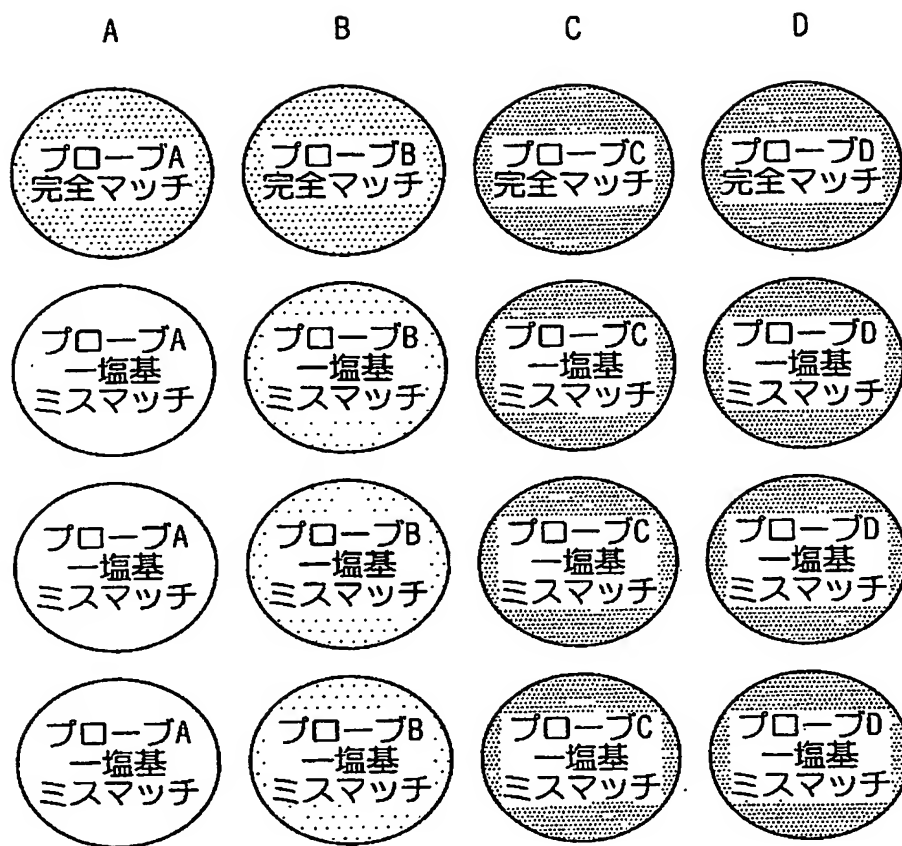 A B C D
プローブA 完全マッチ
プローブB 完全マッチ
プローブC 完全マッチ
プローブD 完全マッチ
プローブA 一塩基 ミスマッチ
プローブB 一塩基 ミスマッチ
プローブC 一塩基 ミスマッチ
プローブD 一塩基 ミスマッチ
プローブA 一塩基 ミスマッチ
プローブB 一塩基 ミスマッチ
プローブC 一塩基 ミスマッチ
プローブD 一塩基 ミスマッチ
プローブA 一塩基 ミスマッチ
プローブB 一塩基 ミスマッチ
プローブC 一塩基 ミスマッチ
プローブD 一塩基 ミスマッチ